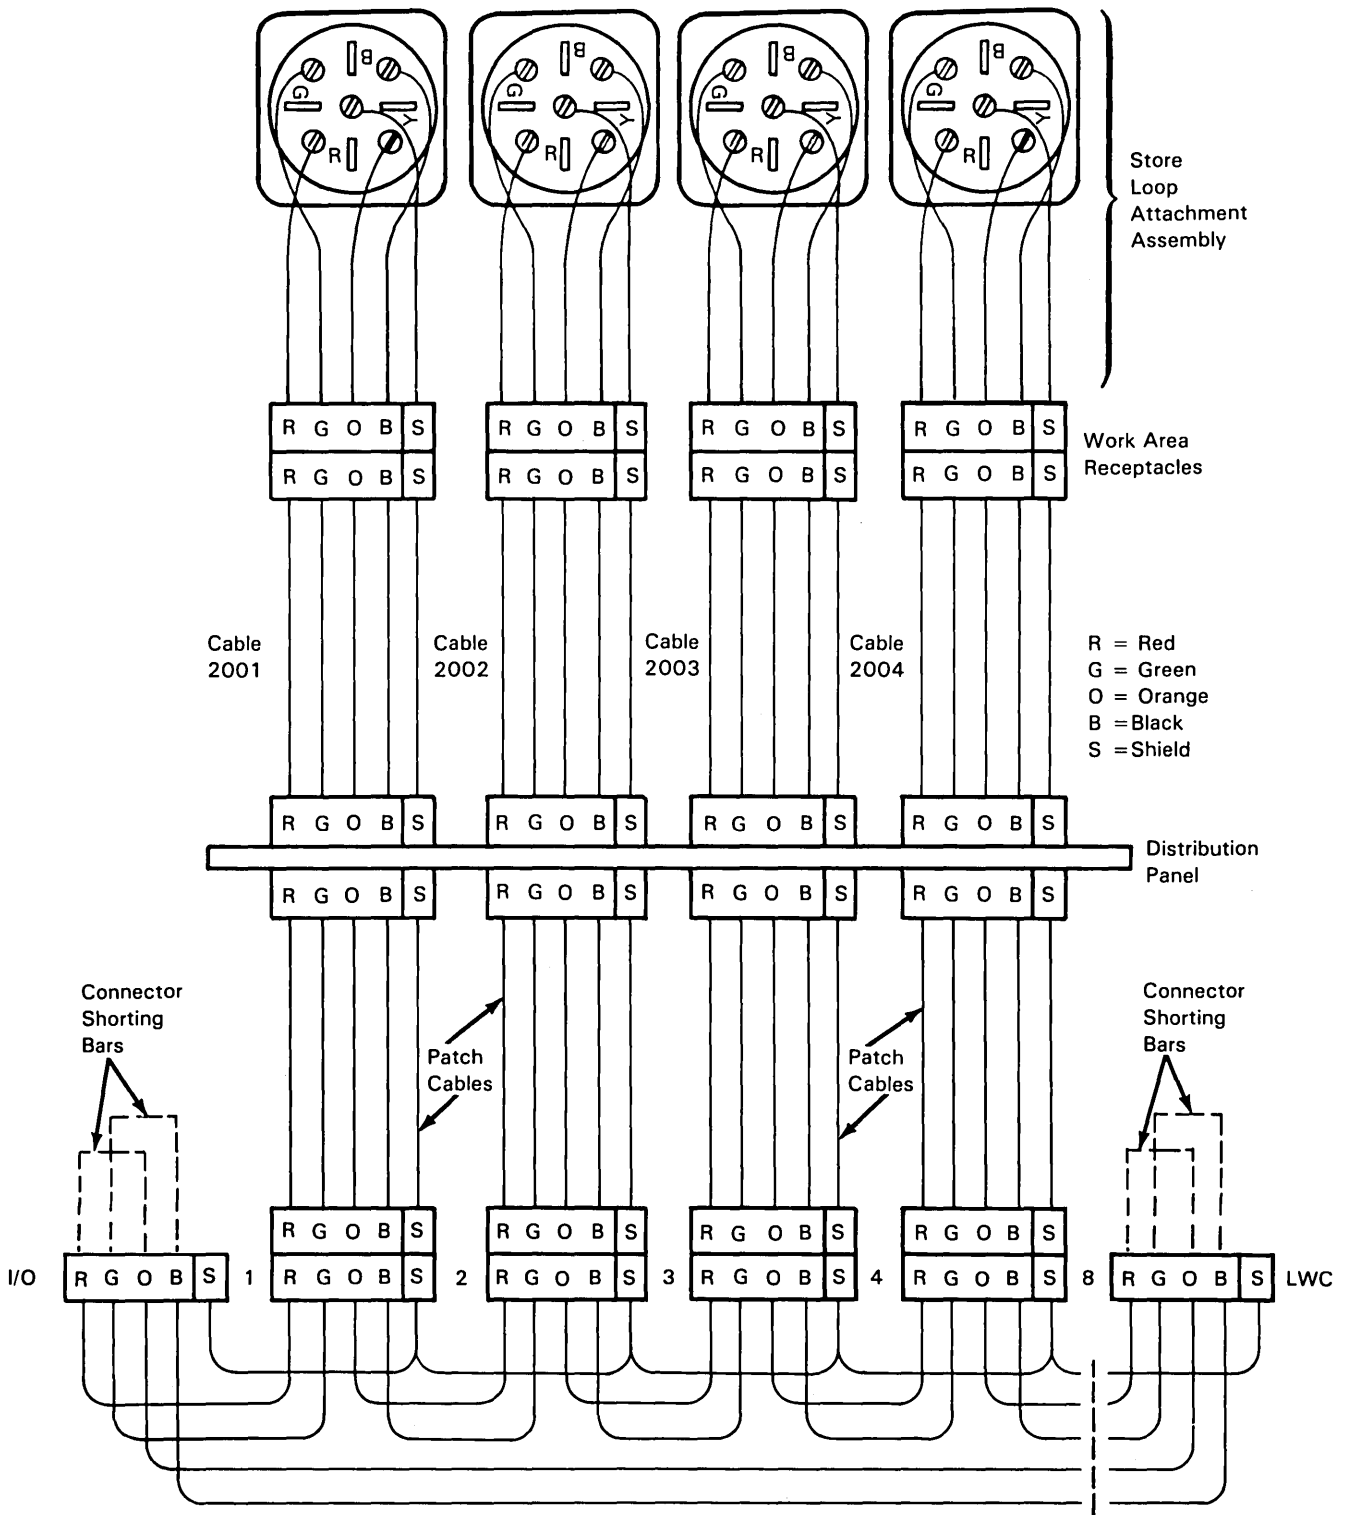 B B B B
G Y G Y G Y G Y
R R R R
Store
Loop
Attachment
Assembly
R G O B S R G O B S R G O B S R G O B S
R G O B S R G O B S R G O B S R G O B S
Work Area
Receptacles
Cable
2001
Cable
2002
Cable
2003
Cable
2004
R = Red
G = Green
O = Orange
B =Black
S =Shield
R G O B S R G O B S R G O B S R G O B S
Distribution
Panel
R G O B S R G O B S R G O B S R G O B S
Connector
Shorting
Bars
Patch
Cables
Patch
Cables
Connector
Shorting
Bars
R G O B S R G O B S R G O B S R G O B S
I/O R G O B S 1 R G O B S 2 R G O B S 3 R G O B S 4 R G O B S 8 R G O B S LWC